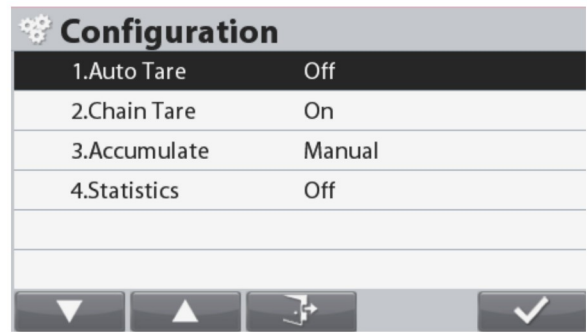 Configuration
1.Auto Tare Off
2.Chain Tare On
3.Accumulate Manual
4.Statistics Off